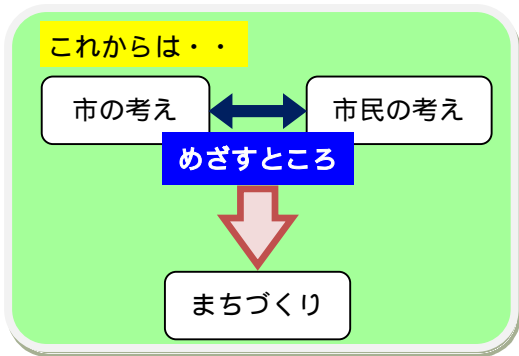 これからは・・
市の考え
市民の考え
めざすところ
まちづくり